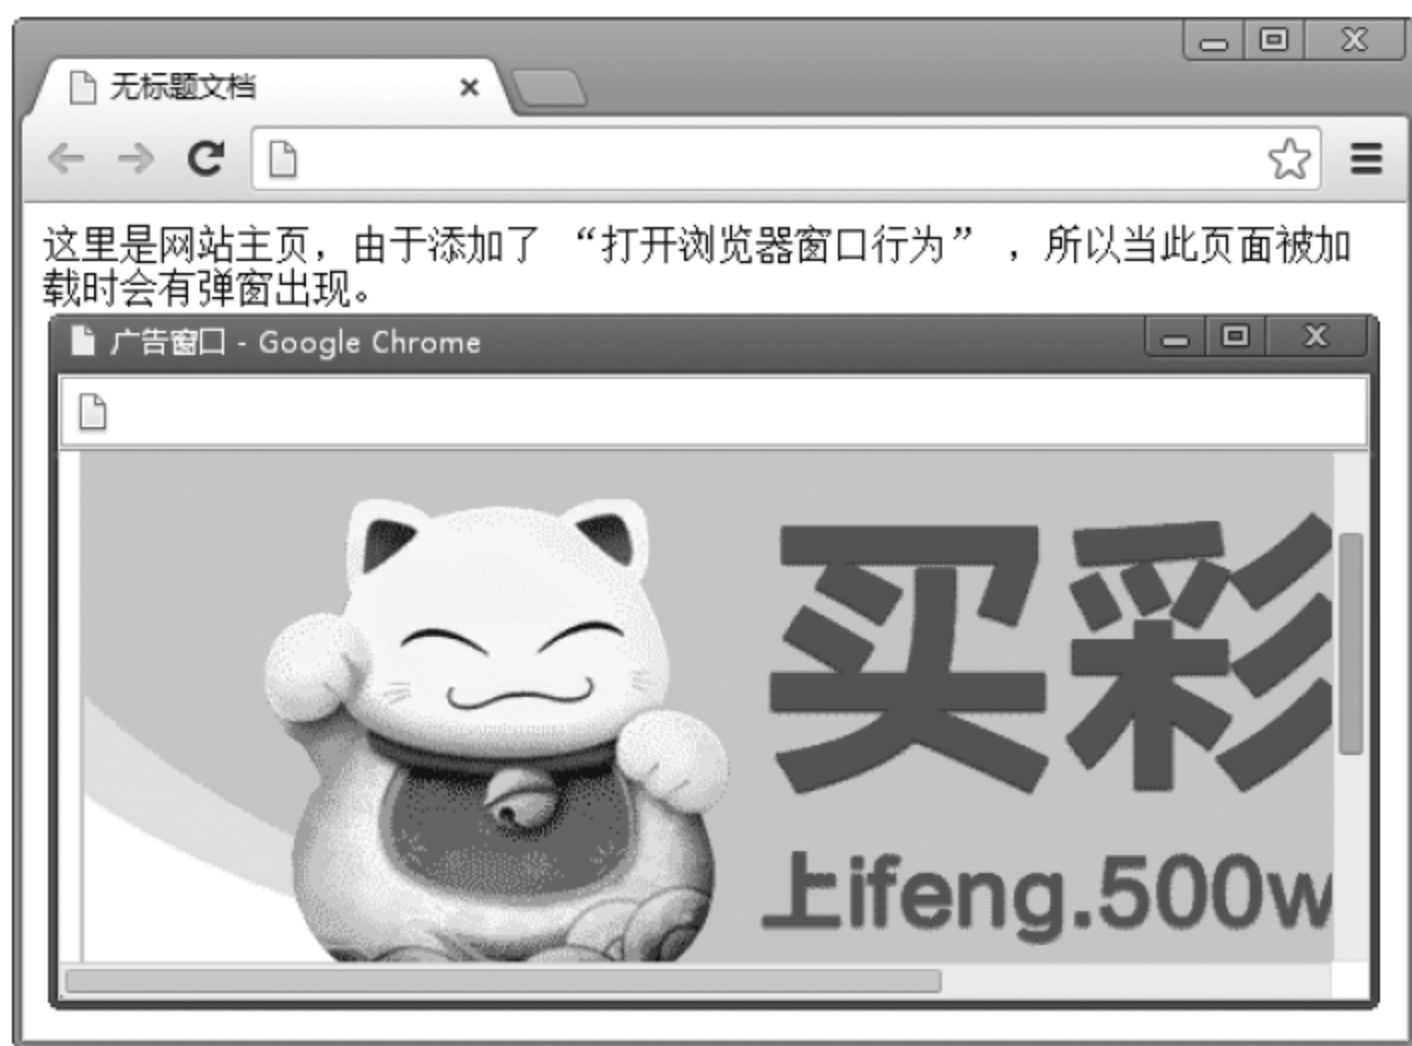 无标题文档
这里是网站主页，由于添加了 “打开浏览器窗口行为” ，所以当此页面被加
载时会有弹窗出现。
广告窗口 - Google Chrome
买彩
上ifeng.500w